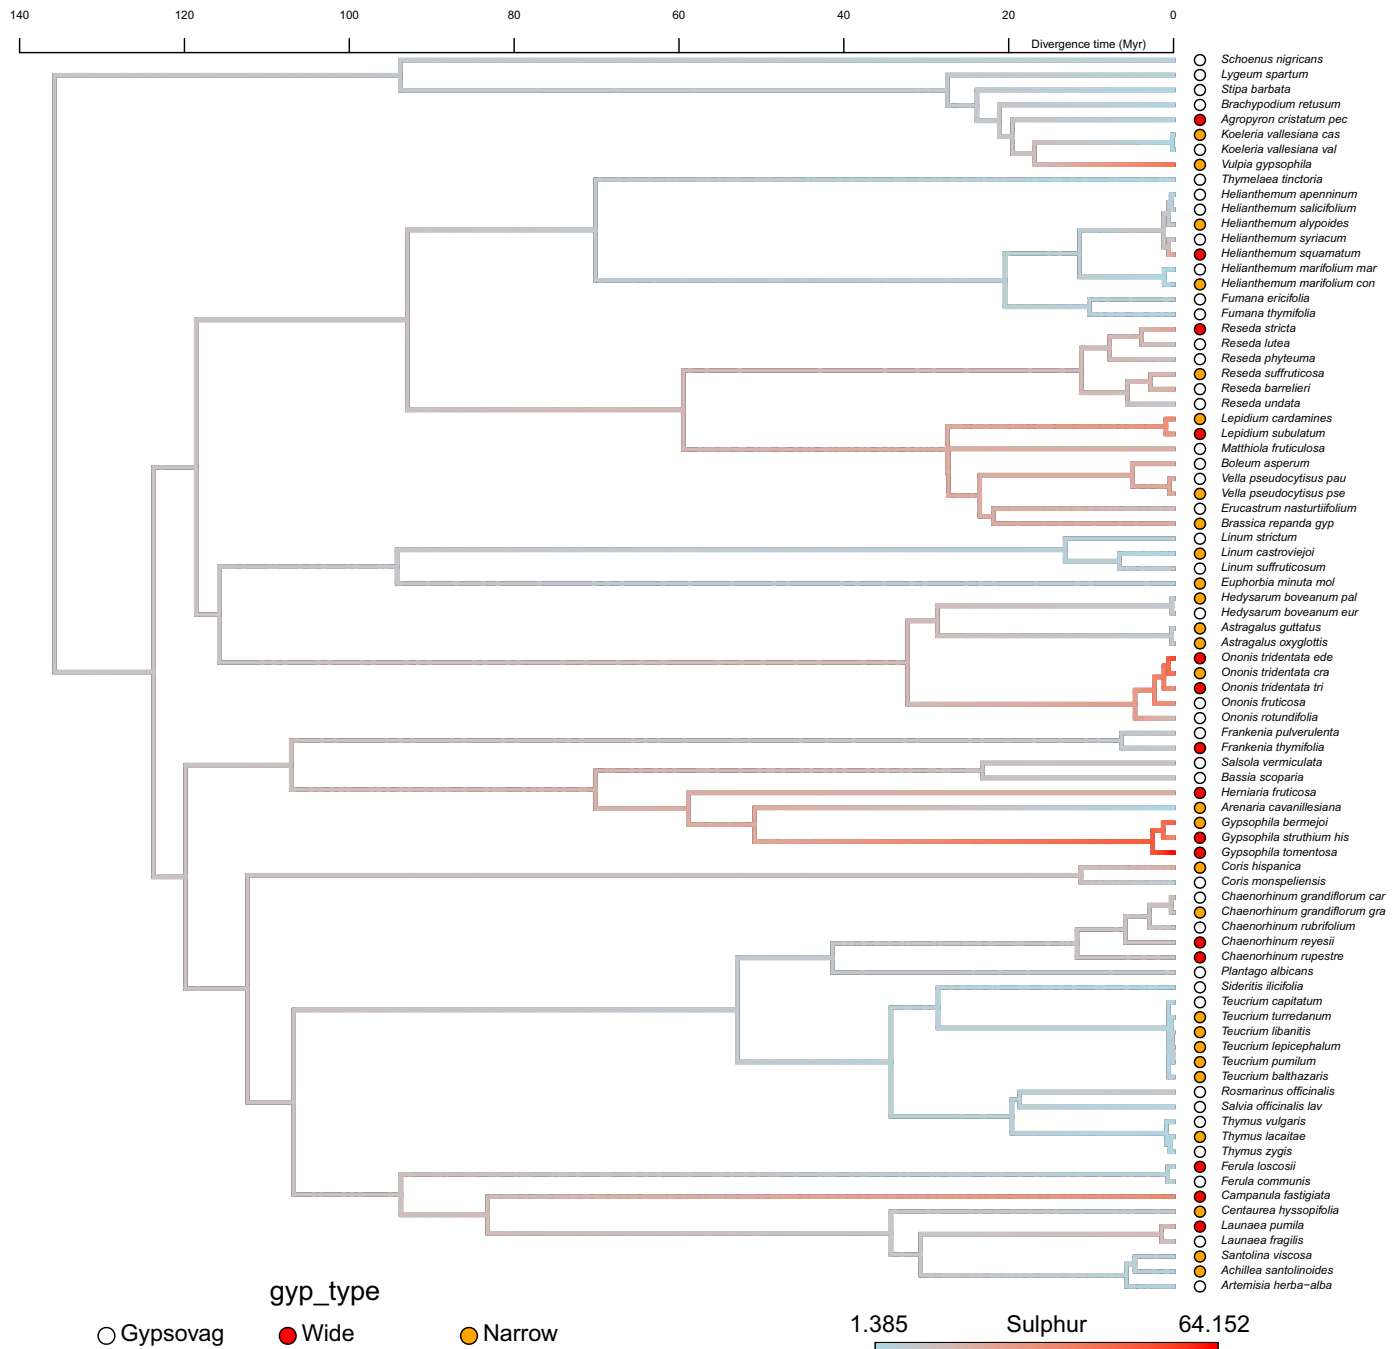 140 120 100 80 60 40 20 0
Divergence time (Myr)
Schoenus nigricans
Lygeum spartum
Stipa barbata
Brachypodium retusum
Agropyron cristatum pec
Koeleria vallesiana cas
Koeleria vallesiana val
Vulpia gypsophila
Thymelaea tinctoria
Helianthemum apenninum
Helianthemum salicifolium
Helianthemum alypoides
Helianthemum syriacum
Helianthemum squamatum
Helianthemum marifolium mar
Helianthemum marifolium con
Fumana ericifolia
Fumana thymifolia
Reseda stricta
Reseda lutea
Reseda phyteuma
Reseda suffruticosa
Reseda barrelieri
Reseda undata
Lepidium cardamines
Lepidium subulatum
Matthiola fruticulosa
Boleum asperum
Vella pseudocytisus pau
Vella pseudocytisus pse
Erucastrum nasturtiifolium
Brassica repanda gyp
Linum strictum
Linum castroviejoi
Linum suffruticosum
Euphorbia minuta mol
Hedysarum boveanum pal
Hedysarum boveanum eur
Astragalus guttatus
Astragalus oxyglottis
Ononis tridentata ede
Ononis tridentata cra
Ononis tridentata tri
Ononis fruticosa
Ononis rotundifolia
Frankenia pulverulenta
Frankenia thymifolia
Salsola vermiculata
Bassia scoparia
Herniaria fruticosa
Arenaria cavanillesiana
Gypsophila bermejoi
Gypsophila struthium his
Gypsophila tomentosa
Coris hispanica
Coris monspeliensis
Chaenorhinum grandiflorum car
Chaenorhinum grandiflorum gra
Chaenorhinum rubrifolium
Chaenorhinum reyesii
Chaenorhinum rupestre
Plantago albicans
Sideritis ilicifolia
Teucrium capitatum
Teucrium turredanum
Teucrium libanitis
Teucrium lepicephalum
Teucrium pumilum
Teucrium balthazaris
Rosmarinus officinalis
Salvia officinalis lav
Thymus vulgaris
Thymus lacaitae
Thymus zygis
Ferula loscosii
Ferula communis
Campanula fastigiata
Centaurea hyssopifolia
Launaea pumila
Launaea fragilis
Santolina viscosa
Achillea santolinoides
Artemisia herba−alba
gyp_type
Gypsovag Wide Narrow
1.385 Sulphur 64.152